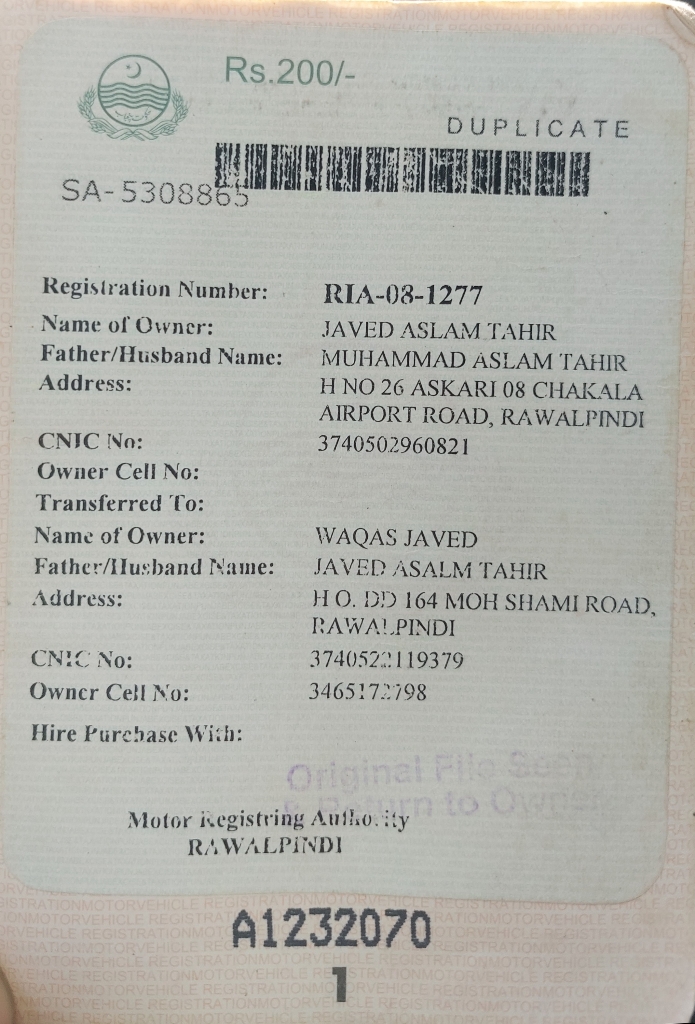 Rs.200/-
DUPLICATE
SA-5308865
Registration Number: RIA-08-1277
Name of Owner: JAVED ASLAM TAHIR
Father/Husband Name: MUHAMMAD ASLAM TAHIR
Address: H NO 26 ASKARI 08 CHAKALA
AIRPORT ROAD, RAWALPINDI
CNIC No: 3740502960821
Owner Cell No:
Transferred To:
Name of Owner: WAQAS JAVED
Father/Husband Name: JAVED ASALM TAHIR
Address: H O. DD 164 MOH SHAMI ROAD,
RAWALPINDI
CNIC No: 3740522119379
Owner Cell No: 3465172798
Hire Purchase With:
Original File Seen
& Return to Owner
Motor Registring Authority
RAWALPINDI
A1232070
1